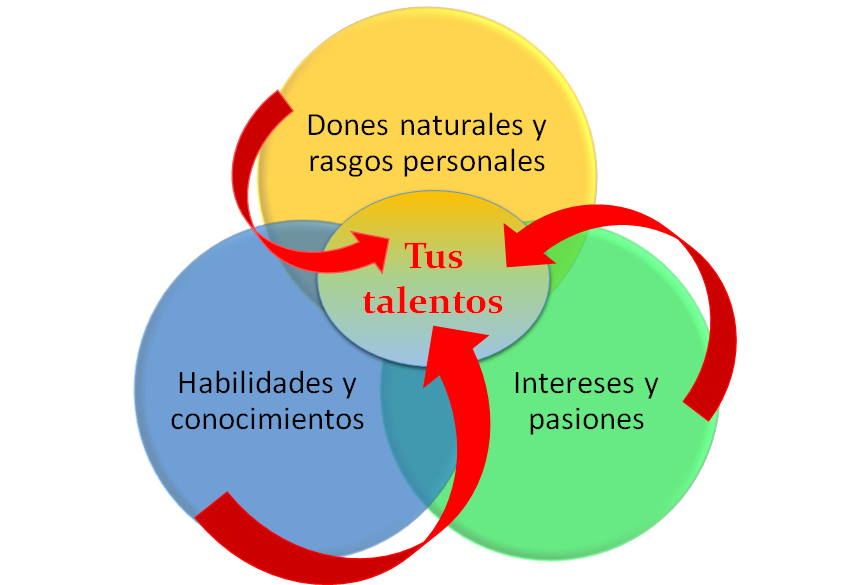 Dones naturales y
rasgos personales
Tus
talentos
Habilidades y
conocimientos
Intereses y
pasiones